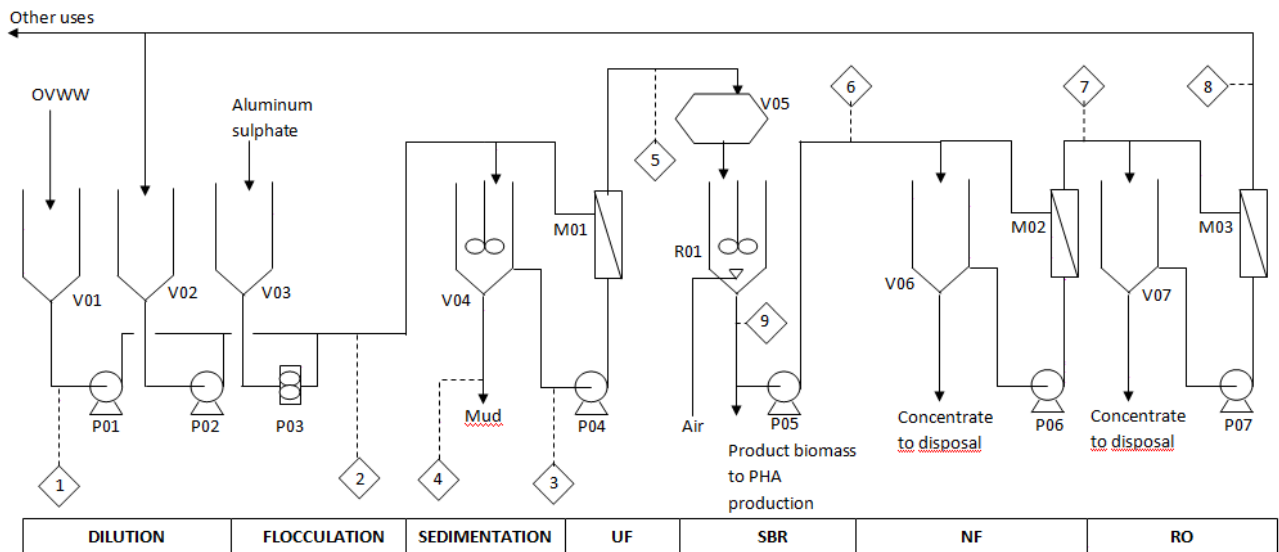 Other uses
OVWW
Aluminum
sulphate
V01
V02
V03
V04
M01
V05
R01
V06
M02
V07
M03
5
6
7
8
9
P01
P02
P03
Mud
P04
Air
P05
Product biomass
to PHA
production
Concentrate
to disposal
P06
Concentrate
to disposal
P07
1
2
4
3
DILUTION
FLOCCULATION
SEDIMENTATION
UF
SBR
NF
RO